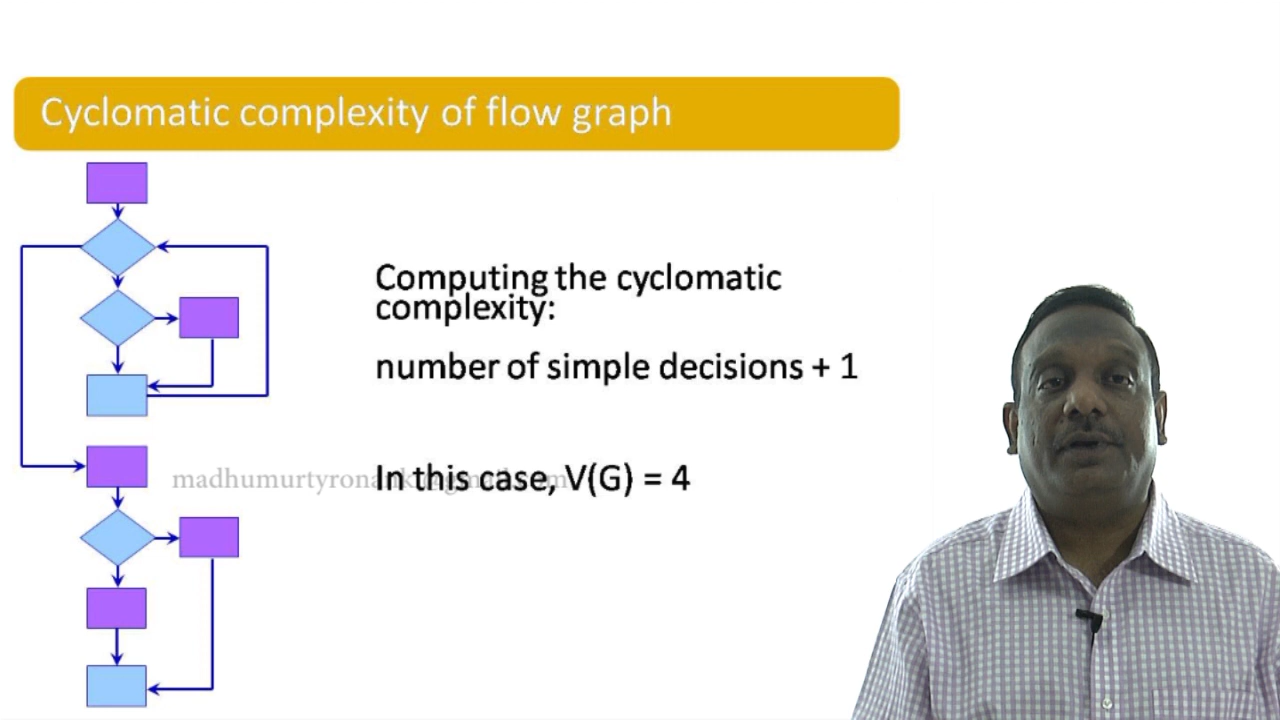 Cyclomatic complexity of flow graph
Computing the cyclomatic
complexity:
number of simple decisions + 1
In this case, V(G) = 4